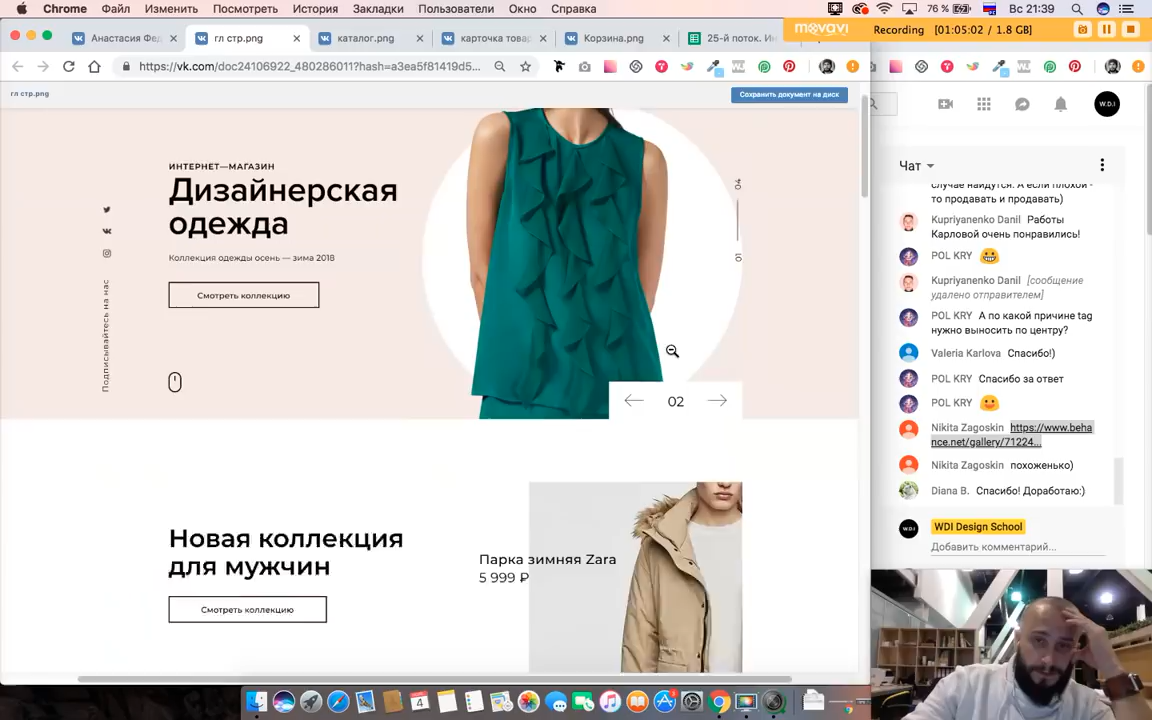 Chrome Файл Изменить Посмотреть История Закладки Пользователи Окно Справка
76 % Вс 21:39
Анастасия Фед
гл стр.png
каталог.png
карточка това
Корзина.png
25-й поток. И
movavi
Recording [01:05:02 / 1.8 GB]
https://vk.com/doc24106922_480286011?hash=a3ea5f81419d5...
гл стр.png
Сохранить документ на диск
ИНТЕРНЕТ—МАГАЗИН
Дизайнерская
одежда
Коллекция одежды осень — зима 2018
Смотреть коллекцию
Подписывайтесь на нас
04
01
02
Новая коллекция
для мужчин
Смотреть коллекцию
Парка зимняя Zara
5 999 ₽
W.D.I
Чат
случае найдутся. А если плохой -
то продавать и продавать)
Kupriyanenko Danil Работы
Карловой очень понравились!
POL KRY
Kupriyanenko Danil [сообщение
удалено отправителем]
POL KRY А по какой причине tag
нужно выносить по центру?
Valeria Karlova Спасибо!)
POL KRY Спасибо за ответ
POL KRY
Nikita Zagoskin https://www.beha
nce.net/gallery/71224...
Nikita Zagoskin похоженько)
Diana B. Спасибо! Доработаю:)
W.D.I
WDI Design School
Добавить комментарий...
4